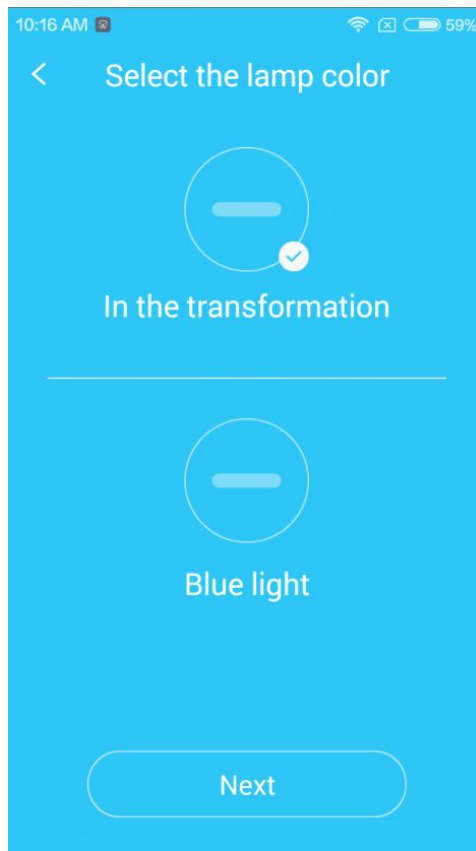 10:16 AM 59%
Select the lamp color
In the transformation
Blue light
Next